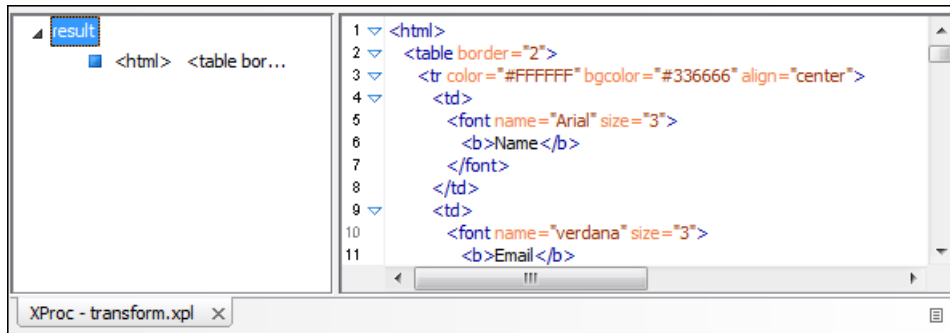 result
<html> <table bor...
1 <html>
2 <table border="2">
3 <tr color="#FFFFFF" bgcolor="#336666" align="center">
4 <td>
5 <font name="Arial" size="3">
6 <b>Name</b>
7 </font>
8 </td>
9 <td>
10 <font name="verdana" size="3">
11 <b>Email</b>
XProc - transform.xpl